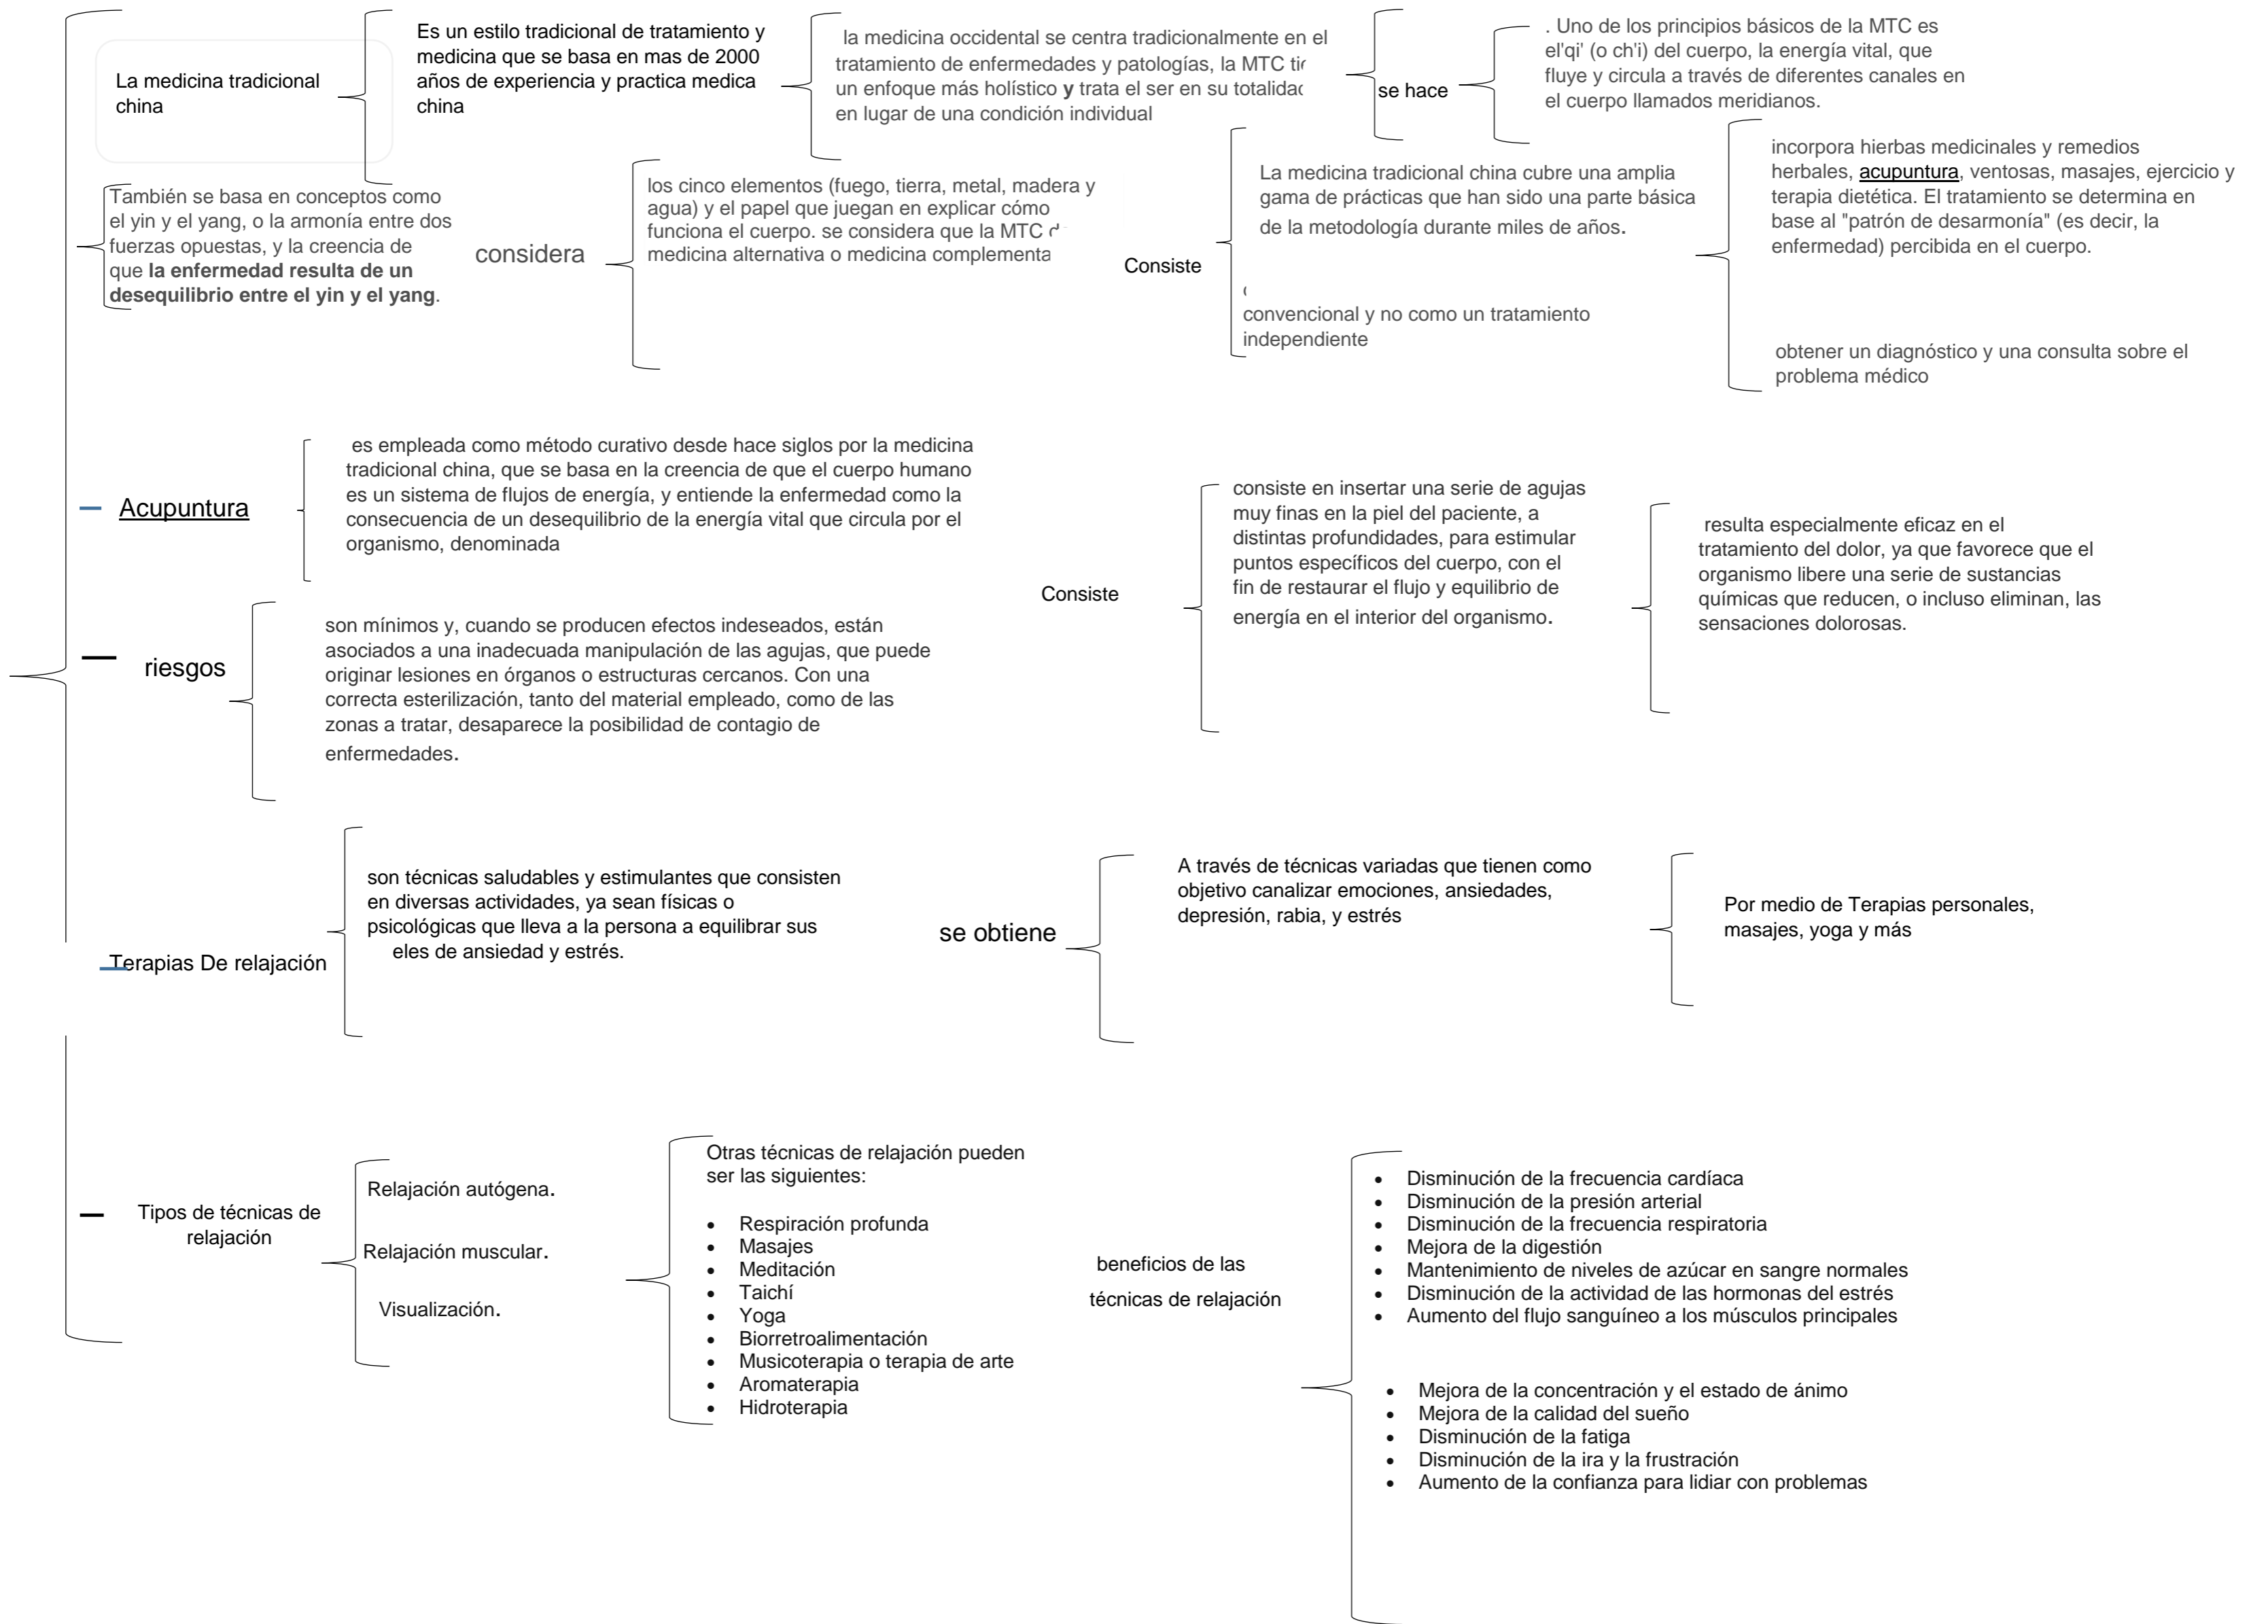 La medicina tradicional
china
Es un estilo tradicional de tratamiento y
medicina que se basa en mas de 2000
años de experiencia y practica medica
china
la medicina occidental se centra tradicionalmente en el
tratamiento de enfermedades y patologías, la MTC
un enfoque más holístico y trata el ser en su
en lugar de una condición individual
se hace
. Uno de los principios básicos de la MTC es
el'qi' (o ch'i) del cuerpo, la energía vital, que
fluye y circula a través de diferentes canales en
el cuerpo llamados meridianos.
También se basa en conceptos como
el yin y el yang, o la armonía entre dos
fuerzas opuestas, y la creencia de
que la enfermedad resulta de un
desequilibrio entre el yin y el yang.
considera
los cinco elementos (fuego, tierra, metal, madera y
agua) y el papel que juegan en explicar cómo
funciona el cuerpo. se considera que la MTC
medicina alternativa o medicina complementa
Consiste
La medicina tradicional china cubre una amplia
gama de prácticas que han sido una parte básica
de la metodología durante miles de años.
convencional y no como un tratamiento
independiente
incorpora hierbas medicinales y remedios
herbales, acupuntura, ventosas, masajes, ejercicio y
terapia dietética. El tratamiento se determina en
base al "patrón de desarmonía" (es decir, la
enfermedad) percibida en el cuerpo.
obtener un diagnóstico y una consulta sobre el
problema médico
Acupuntura
es empleada como método curativo desde hace siglos por la medicina
tradicional china, que se basa en la creencia de que el cuerpo humano
es un sistema de flujos de energía, y entiende la enfermedad como la
consecuencia de un desequilibrio de la energía vital que circula por el
organismo, denominada
Consiste
consiste en insertar una serie de agujas
muy finas en la piel del paciente, a
distintas profundidades, para estimular
puntos específicos del cuerpo, con el
fin de restaurar el flujo y equilibrio de
energía en el interior del organismo.
resulta especialmente eficaz en el
tratamiento del dolor, ya que favorece que el
organismo libere una serie de sustancias
químicas que reducen, o incluso eliminan, las
sensaciones dolorosas.
riesgos
son mínimos y, cuando se producen efectos indeseados, están
asociados a una inadecuada manipulación de las agujas, que puede
originar lesiones en órganos o estructuras cercanos. Con una
correcta esterilización, tanto del material empleado, como de las
zonas a tratar, desaparece la posibilidad de contagio de
enfermedades.
Terapias De relajación
son técnicas saludables y estimulantes que consisten
en diversas actividades, ya sean físicas o
psicológicas que lleva a la persona a equilibrar sus
eles de ansiedad y estrés.
se obtiene
A través de técnicas variadas que tienen como
objetivo canalizar emociones, ansiedades,
depresión, rabia, y estrés
Por medio de Terapias personales,
masajes, yoga y más
Tipos de técnicas de
relajación
Relajación autógena.
Relajación muscular.
Visualización.
Otras técnicas de relajación pueden
ser las siguientes:
• Respiración profunda
• Masajes
• Meditación
• Taichí
• Yoga
• Biorretroalimentación
• Musicoterapia o terapia de arte
• Aromaterapia
• Hidroterapia
beneficios de las
técnicas de relajación
• Disminución de la frecuencia cardíaca
• Disminución de la presión arterial
• Disminución de la frecuencia respiratoria
• Mejora de la digestión
• Mantenimiento de niveles de azúcar en sangre normales
• Disminución de la actividad de las hormonas del estrés
• Aumento del flujo sanguíneo a los músculos principales
• Mejora de la concentración y el estado de ánimo
• Mejora de la calidad del sueño
• Disminución de la fatiga
• Disminución de la ira y la frustración
• Aumento de la confianza para lidiar con problemas